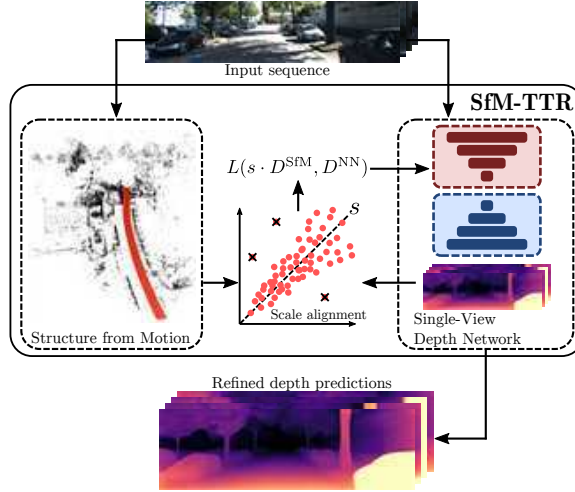 Input sequence
SfM-TTR
L(s · D^SfM, D^NN)
s
Scale alignment
Structure from Motion
Single-View
Depth Network
Refined depth predictions